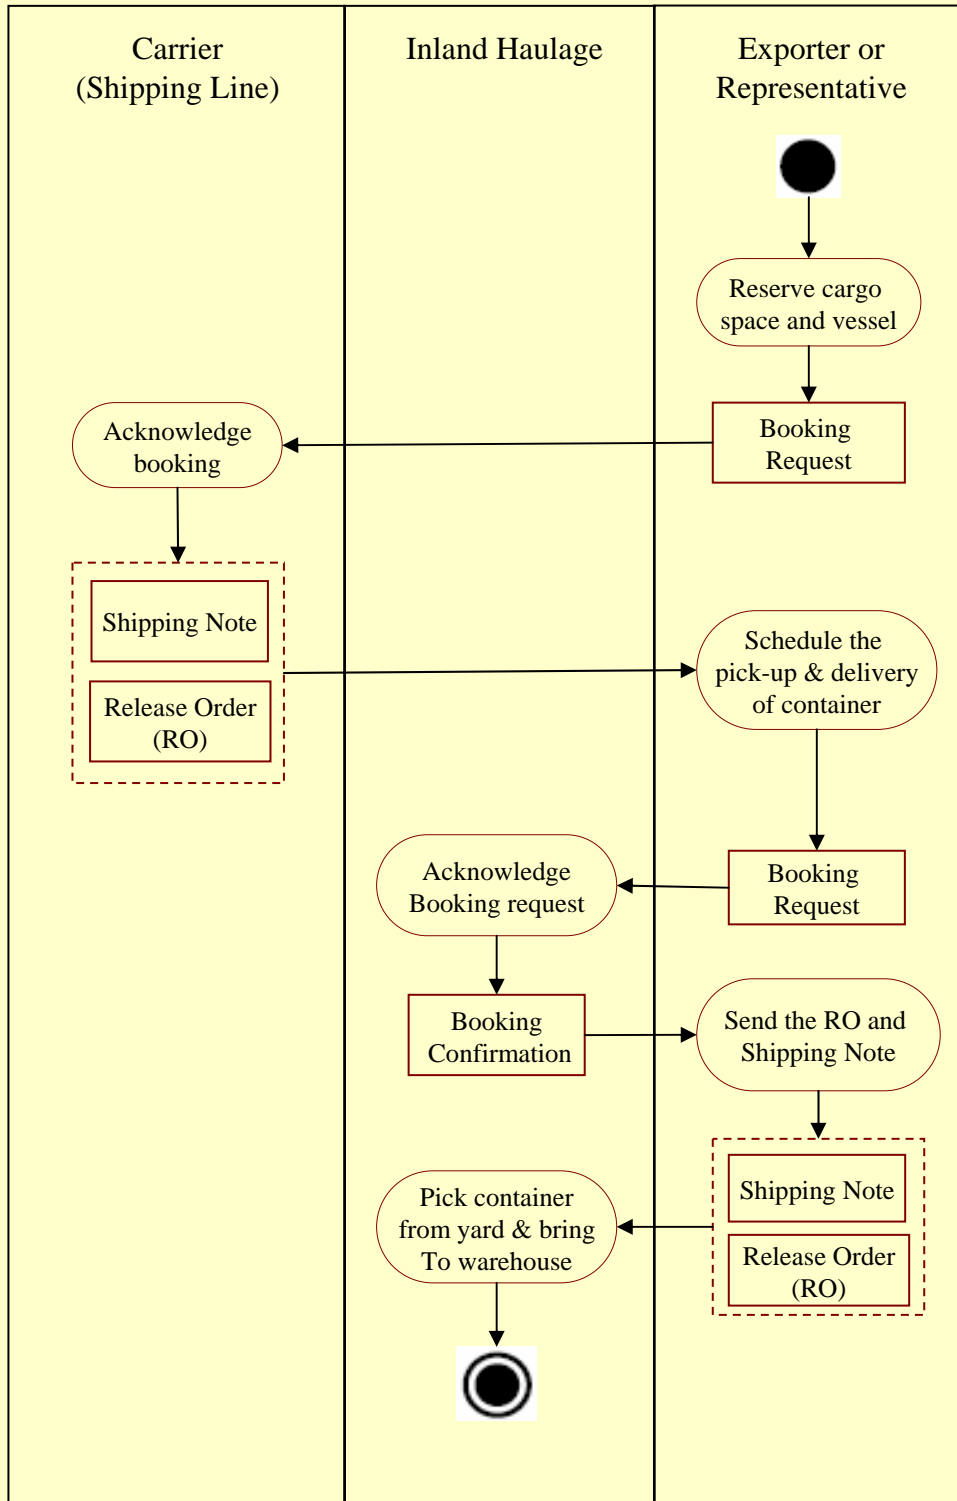 Carrier
(Shipping Line)
Inland Haulage
Exporter or
Representative
Reserve cargo
space and vessel
Booking
Request
Acknowledge
booking
Shipping Note
Release Order
(RO)
Schedule the
pick-up & delivery
of container
Booking
Request
Acknowledge
Booking request
Booking
Confirmation
Send the RO and
Shipping Note
Shipping Note
Release Order
(RO)
Pick container
from yard & bring
To warehouse